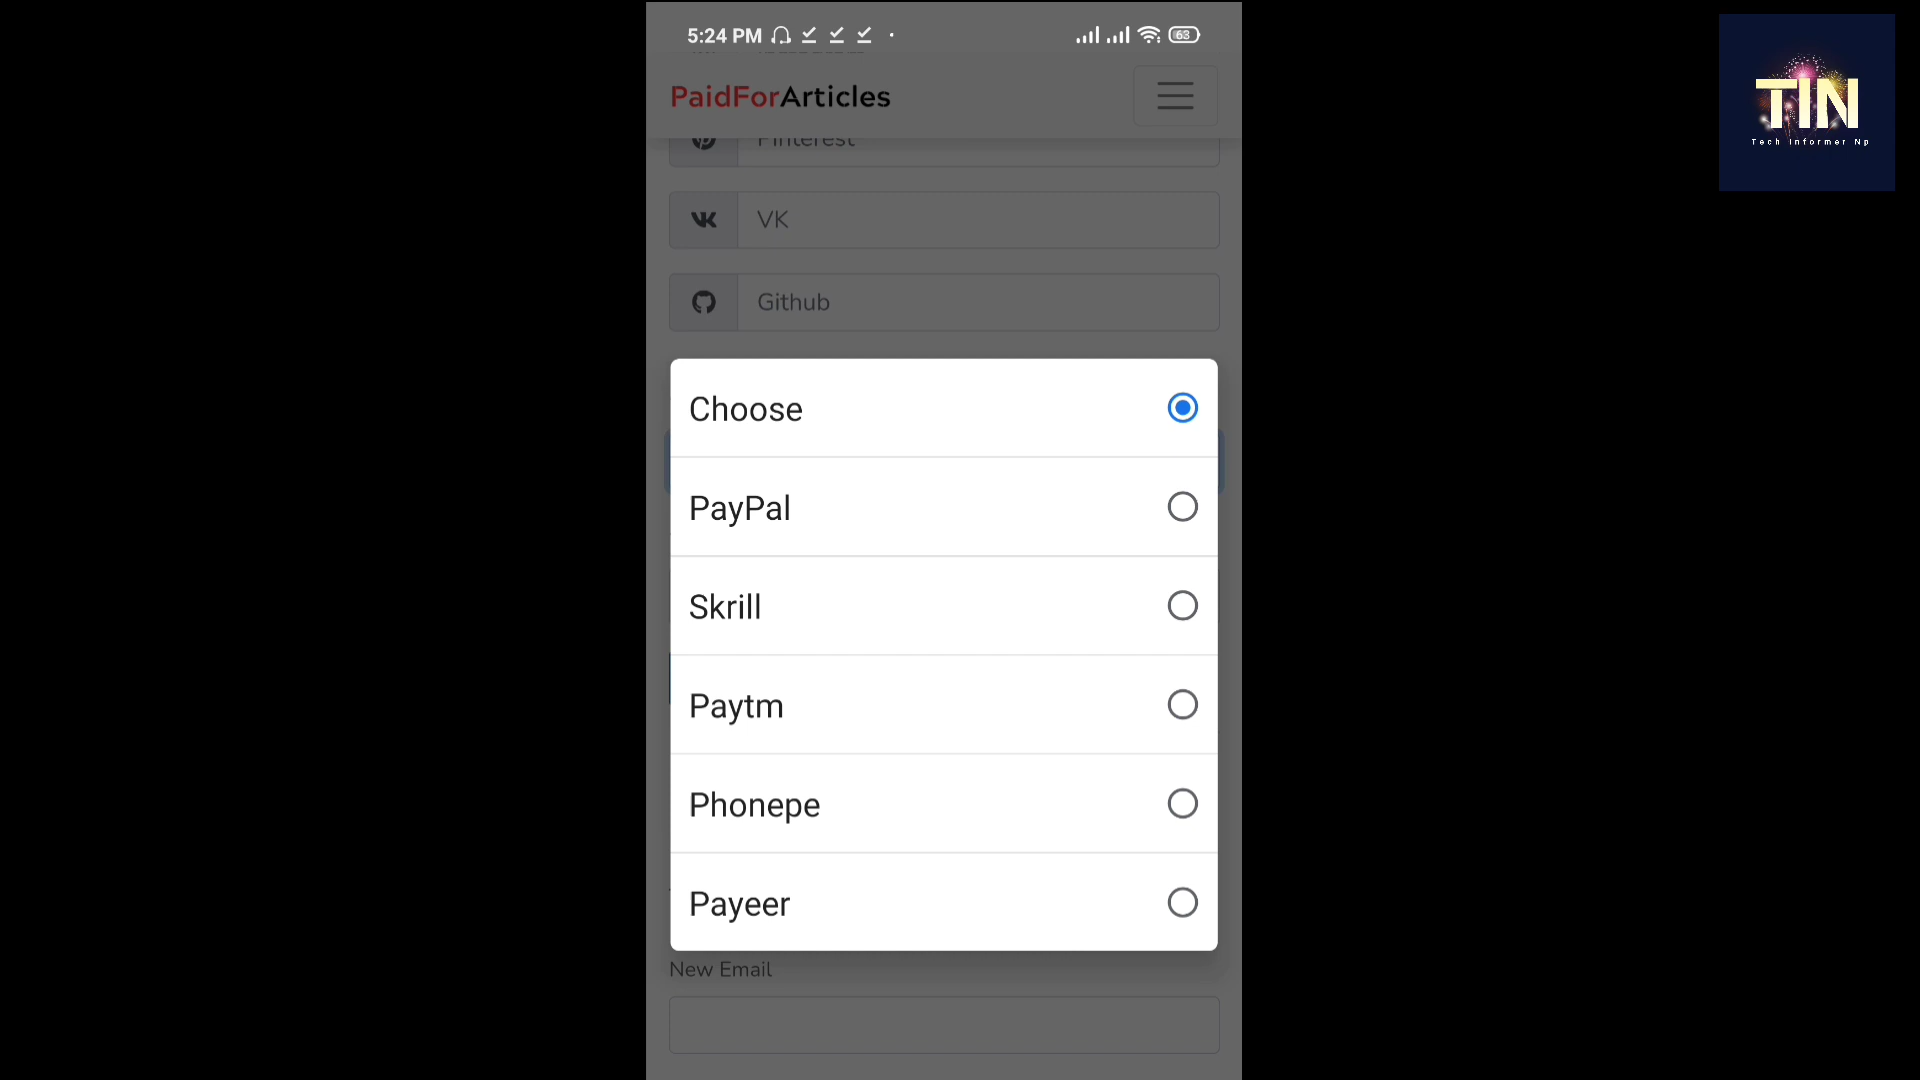 5:24 PM
63
PaidForArticles
TIN
Tech Informer Np
Pinterest
VK
Github
Choose
PayPal
Skrill
Paytm
Phonepe
Payeer
New Email